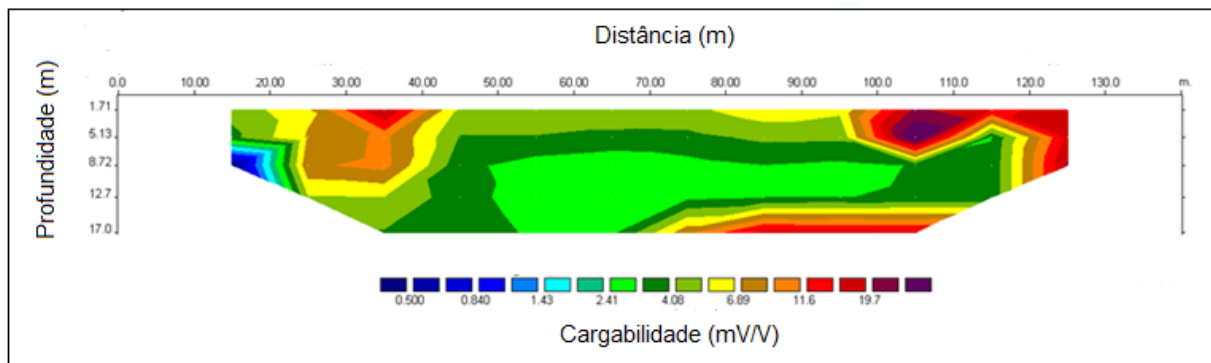 Distância (m)
0.0 10.00 20.00 30.00 40.00 50.00 60.00 70.00 80.00 90.00 100.0 110.0 120.0 130.0 m.
Profundidade (m)
1.71
5.13
8.72
12.7
17.0
0.500 0.840 1.43 2.41 4.08 6.89 11.6 19.7
Cargabilidade (mV/V)